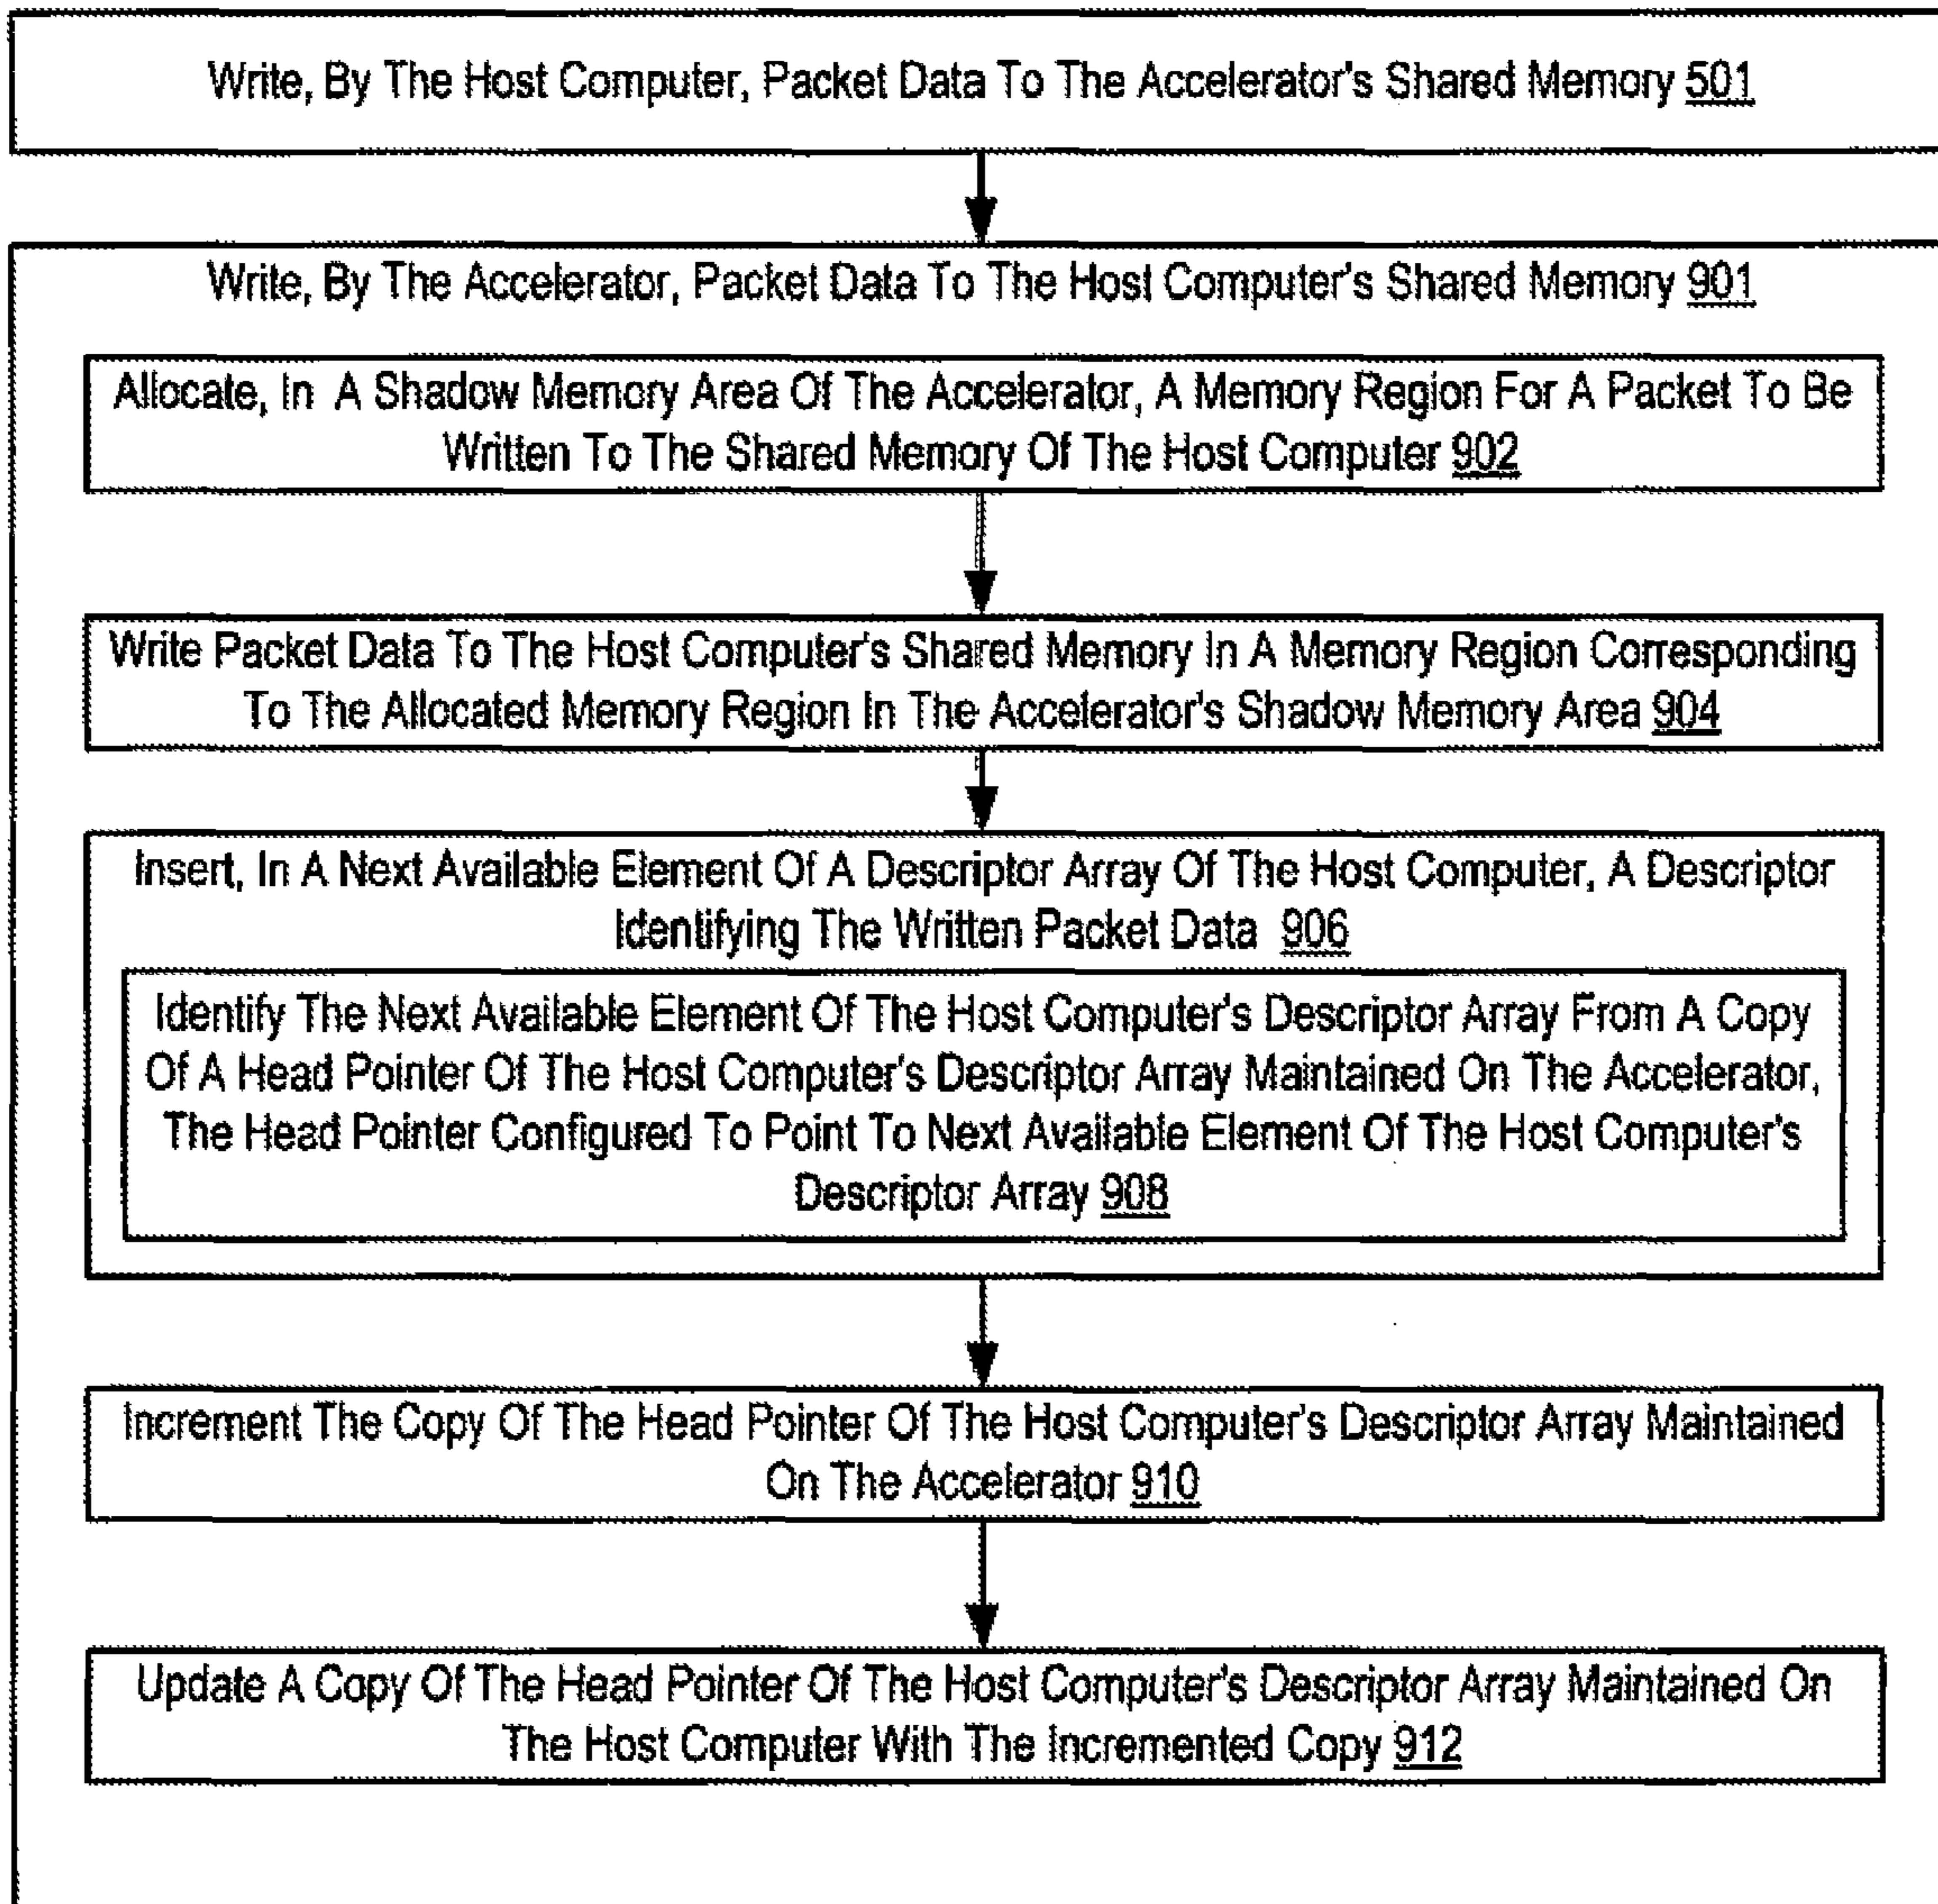 Write, By The Host Computer, Packet Data To The Accelerator's Shared Memory 501
Write, By The Accelerator, Packet Data To The Host Computer's Shared Memory 901
Allocate, In A Shadow Memory Area Of The Accelerator, A Memory Region For A Packet To Be
Written To The Shared Memory Of The Host Computer 902
Write Packet Data To The Host Computer's Shared Memory In A Memory Region Corresponding
To The Allocated Memory Region In The Accelerator's Shadow Memory Area 904
Insert, In A Next Available Element Of A Descriptor Array Of The Host Computer, A Descriptor
Identifying The Written Packet Data 906
Identify The Next Available Element Of The Host Computer's Descriptor Array From A Copy
Of A Head Pointer Of The Host Computer's Descriptor Array Maintained On The Accelerator,
The Head Pointer Configured To Point To Next Available Element Of The Host Computer's
Descriptor Array 908
Increment The Copy Of The Head Pointer Of The Host Computer's Descriptor Array Maintained
On The Accelerator 910
Update A Copy Of The Head Pointer Of The Host Computer's Descriptor Array Maintained On
The Host Computer With The Incremented Copy 912